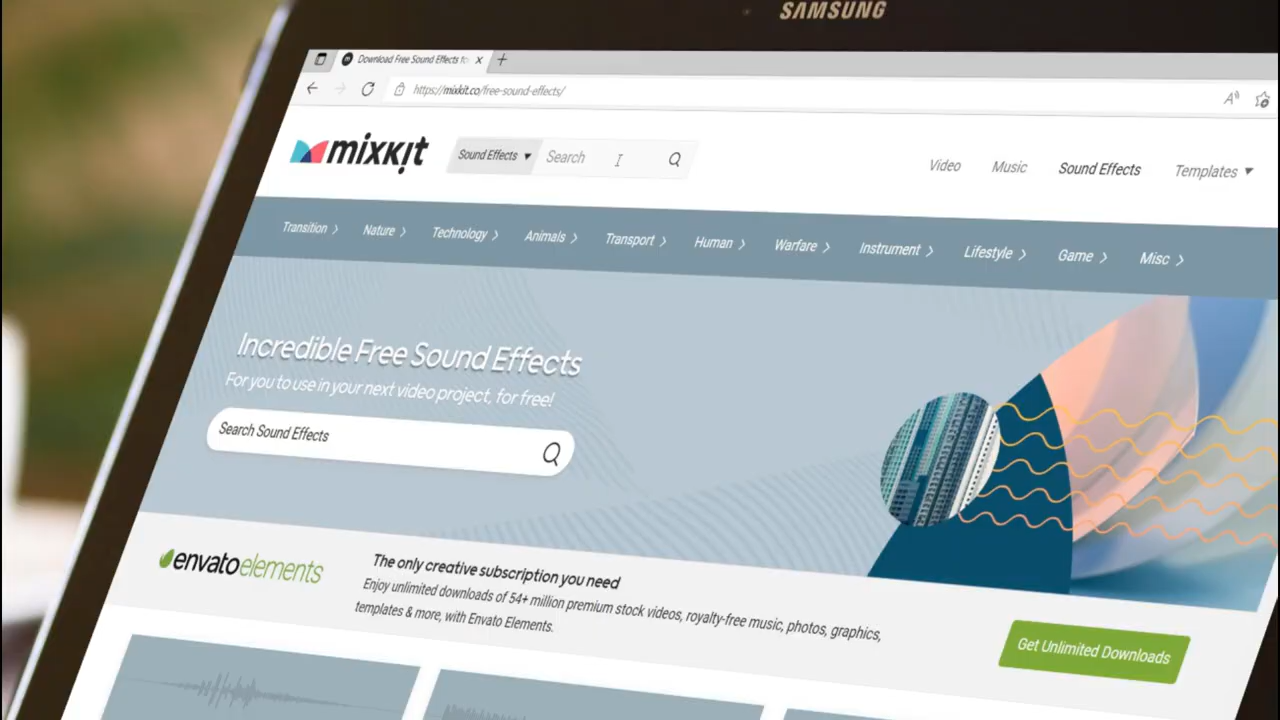 SAMSUNG
Download Free Sound Effects fo
https://mixkit.co/free-sound-effects/
mixkit
Sound Effects
Search
Video
Music
Sound Effects
Templates
Transition
Nature
Technology
Animals
Transport
Human
Warfare
Instrument
Lifestyle
Game
Misc
Incredible Free Sound Effects
For you to use in your next video project, for free!
Search Sound Effects
envatoelements
The only creative subscription you need
Enjoy unlimited downloads of 54+ million premium stock videos, royalty-free music, photos, graphics,
templates & more, with Envato Elements.
Get Unlimited Downloads